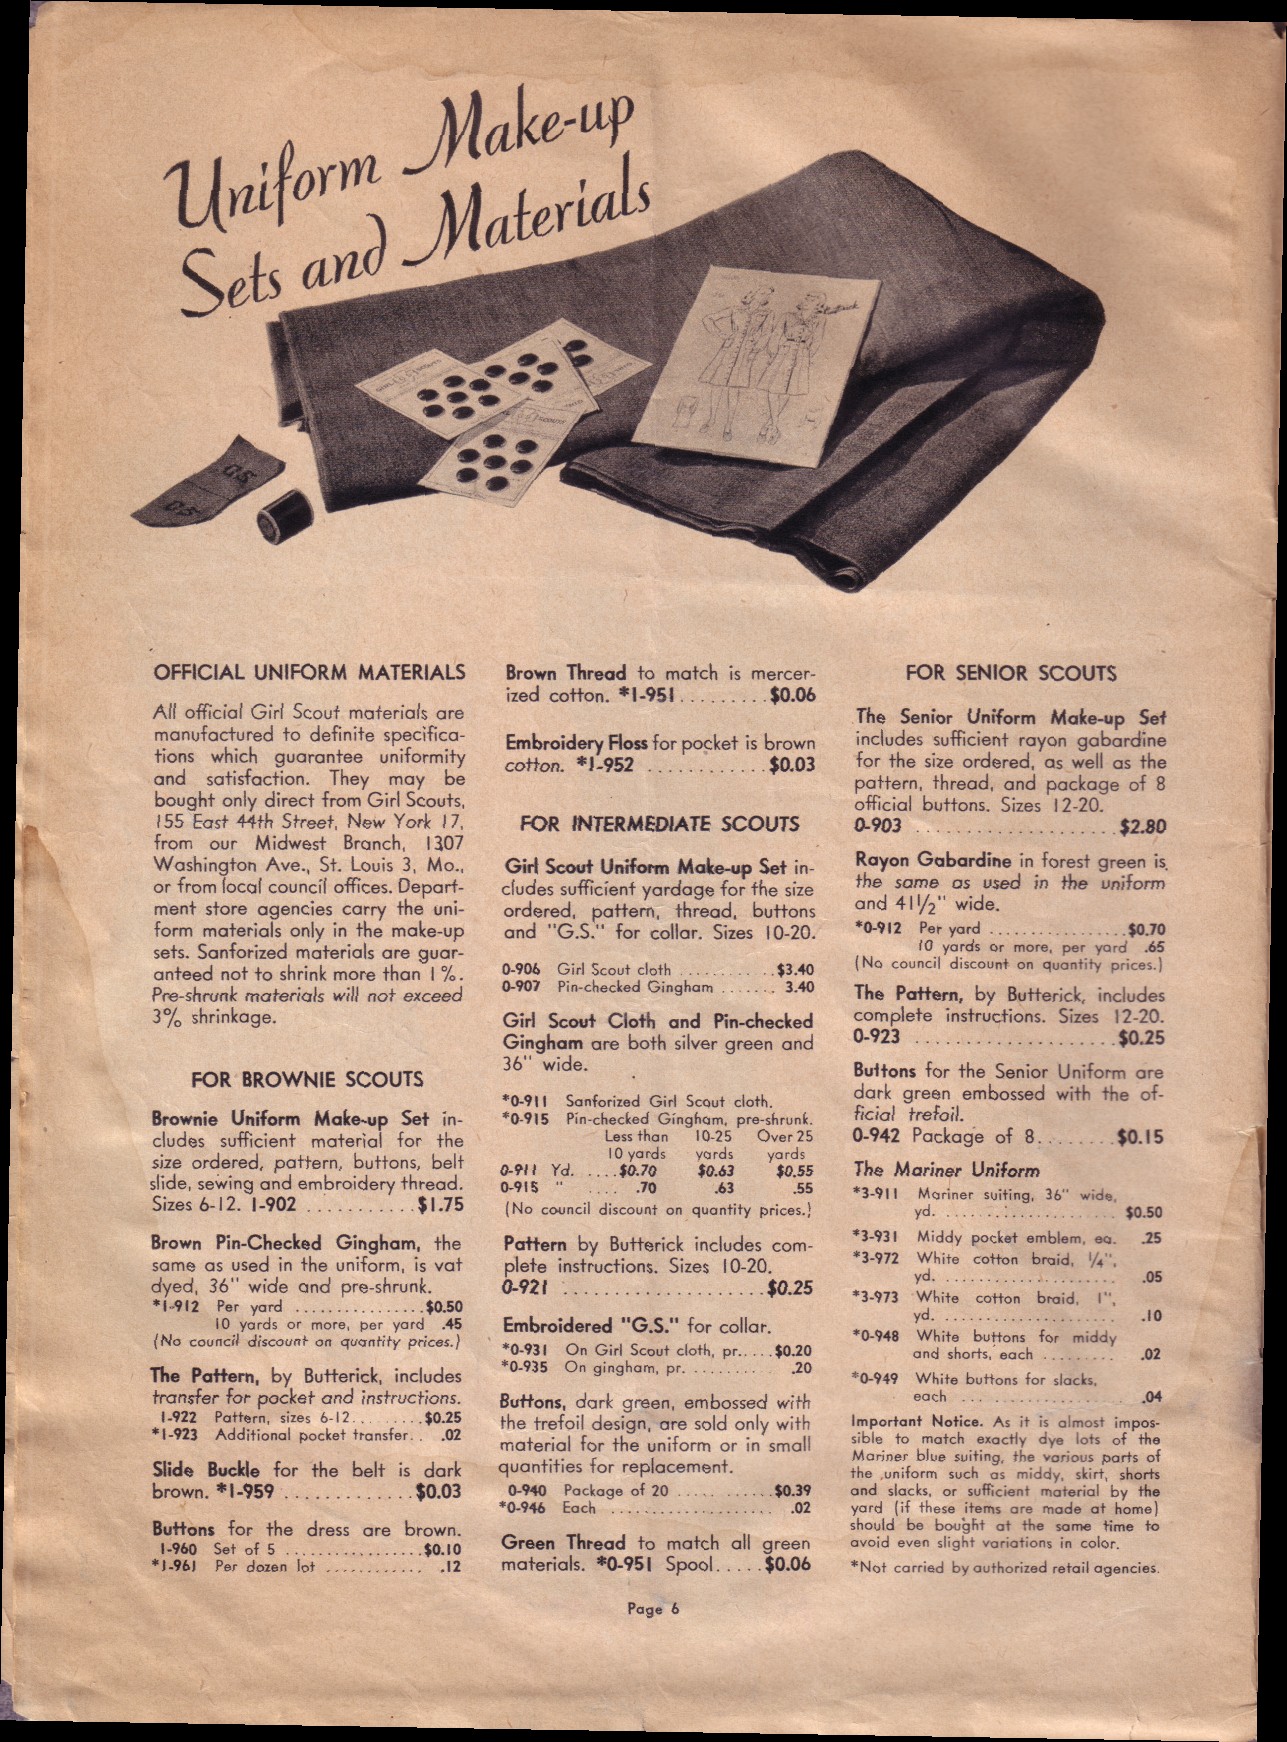 Uniform Make-up
Sets and Materials
G.S.
G.S.
OFFICIAL UNIFORM MATERIALS
All official Girl Scout materials are
manufactured to definite specifica-
tions which guarantee uniformity
and satisfaction. They may be
bought only direct from Girl Scouts,
155 East 44th Street, New York 17,
from our Midwest Branch, 1307
Washington Ave., St. Louis 3, Mo.,
or from local council offices. Depart-
ment store agencies carry the uni-
form materials only in the make-up
sets. Sanforized materials are guar-
anteed not to shrink more than 1%.
Pre-shrunk materials will not exceed
3% shrinkage.
FOR BROWNIE SCOUTS
Brownie Uniform Make-up Set in-
cludes sufficient material for the
size ordered, pattern, buttons, belt
slide, sewing and embroidery thread.
Sizes 6-12. 1-902 ........... $1.75
Brown Pin-Checked Gingham, the
same as used in the uniform, is vat
dyed, 36" wide and pre-shrunk.
*1-912 Per yard ................ $0.50
10 yards or more, per yard .45
(No council discount on quantity prices.)
The Pattern, by Butterick, includes
transfer for pocket and instructions.
1-922 Pattern, sizes 6-12......... $0.25
*1-923 Additional pocket transfer. . .02
Slide Buckle for the belt is dark
brown. *1-959 ............. $0.03
Buttons for the dress are brown.
1-960 Set of 5 ................. $0.10
*1-961 Per dozen lot ............ .12
Brown Thread to match is mercer-
ized cotton. *1-951......... $0.06
Embroidery Floss for pocket is brown
cotton. *1-952 ............ $0.03
FOR INTERMEDIATE SCOUTS
Girl Scout Uniform Make-up Set in-
cludes sufficient yardage for the size
ordered, pattern, thread, buttons
and "G.S." for collar. Sizes 10-20.
0-906 Girl Scout cloth ............ $3.40
0-907 Pin-checked Gingham ....... 3.40
Girl Scout Cloth and Pin-checked
Gingham are both silver green and
36" wide.
*0-911 Sanforized Girl Scout cloth.
*0-915 Pin-checked Gingham, pre-shrunk.
Less than 10-25 Over 25
10 yards yards yards
0-911 Yd. ..... $0.70 $0.63 $0.55
0-915 " .... .70 .63 .55
(No council discount on quantity prices.)
Pattern by Butterick includes com-
plete instructions. Sizes 10-20.
0-921 .................... $0.25
Embroidered "G.S." for collar.
*0-931 On Girl Scout cloth, pr..... $0.20
*0-935 On gingham, pr. ......... .20
Buttons, dark green, embossed with
the trefoil design, are sold only with
material for the uniform or in small
quantities for replacement.
0-940 Package of 20 ............ $0.39
*0-946 Each .................... .02
Green Thread to match all green
materials. *0-951 Spool..... $0.06
FOR SENIOR SCOUTS
The Senior Uniform Make-up Set
includes sufficient rayon gabardine
for the size ordered, as well as the
pattern, thread, and package of 8
official buttons. Sizes 12-20.
0-903 .................... $2.80
Rayon Gabardine in forest green is
the same as used in the uniform
and 41½" wide.
*0-912 Per yard ................. $0.70
10 yards or more, per yard .65
(No council discount on quantity prices.)
The Pattern, by Butterick, includes
complete instructions. Sizes 12-20.
0-923 .................... $0.25
Buttons for the Senior Uniform are
dark green embossed with the of-
ficial trefoil.
0-942 Package of 8........ $0.15
The Mariner Uniform
*3-911 Mariner suiting, 36" wide,
yd. ...................... $0.50
*3-931 Middy pocket emblem, ea. .25
*3-972 White cotton braid, ¼",
yd. ...................... .05
*3-973 White cotton braid, 1",
yd. ...................... .10
*0-948 White buttons for middy
and shorts, each ......... .02
*0-949 White buttons for slacks,
each ..................... .04
Important Notice. As it is almost impos-
sible to match exactly dye lots of the
Mariner blue suiting, the various parts of
the uniform such as middy, skirt, shorts
and slacks, or sufficient material by the
yard (if these items are made at home)
should be bought at the same time to
avoid even slight variations in color.
*Not carried by authorized retail agencies.
Page 6